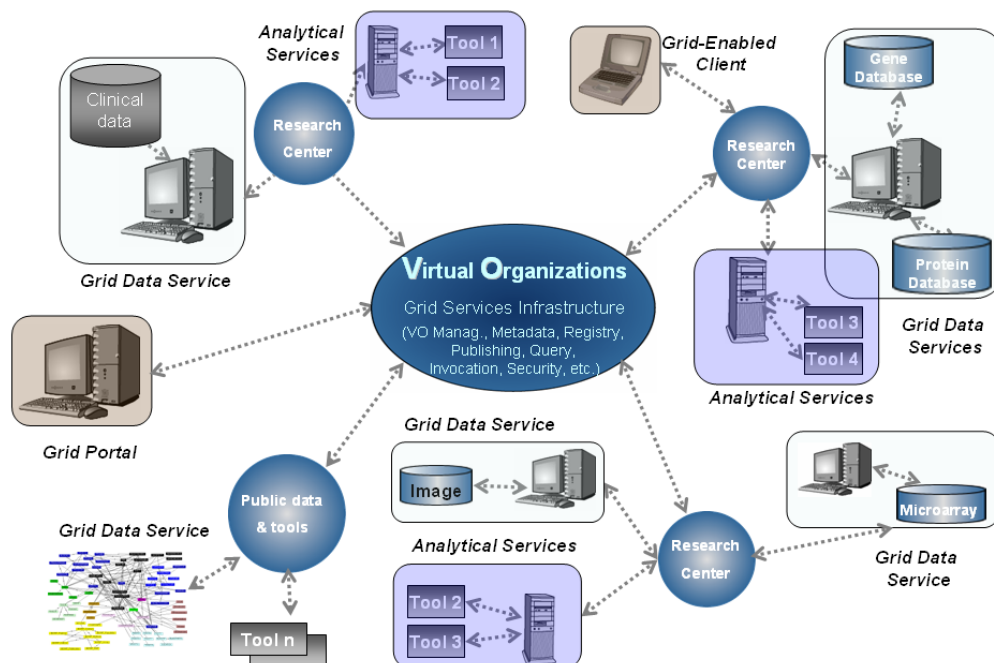 Analytical
Services
Tool 1
Tool 2
Grid-Enabled
Client
Gene
Database
Clinical
data
Research
Center
Research
Center
Grid Data Service
Virtual Organizations
Grid Services Infrastructure
(VO Manag., Metadata, Registry,
Publishing, Query,
Invocation, Security, etc.)
Protein
Database
Tool 3
Tool 4
Grid Data
Services
Analytical Services
Grid Portal
Grid Data Service
Image
Public data
& tools
Grid Data Service
Microarray
Analytical Services
Research
Center
Grid Data
Service
Tool 2
Tool 3
Tool n